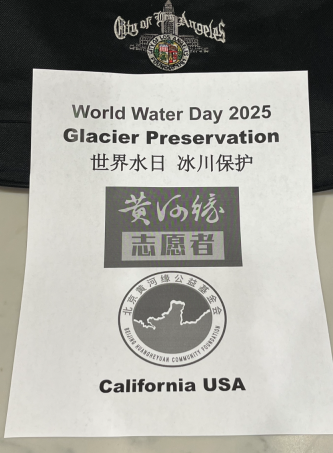 City of Los Angeles
World Water Day 2025
Glacier Preservation
世界水日 冰川保护
黄河缘
志愿者
北京黄河缘公益基金会
BEIJING HUANGHEYUAN COMMUNITY FOUNDATION
California USA